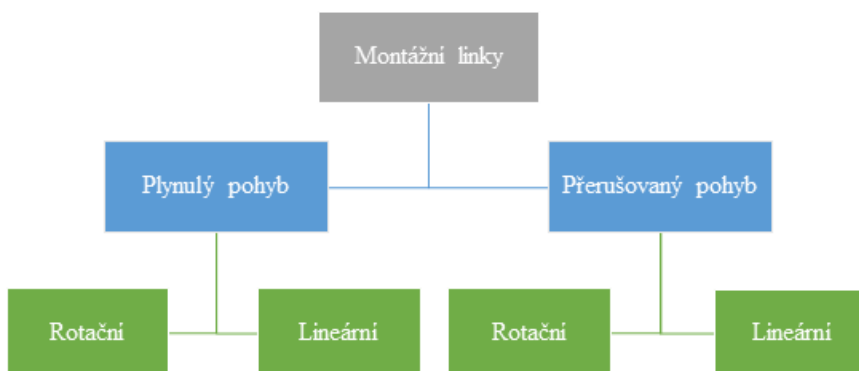 Montážní linky
Plynulý pohyb
Přerušovaný pohyb
Rotační
Lineární
Rotační
Lineární